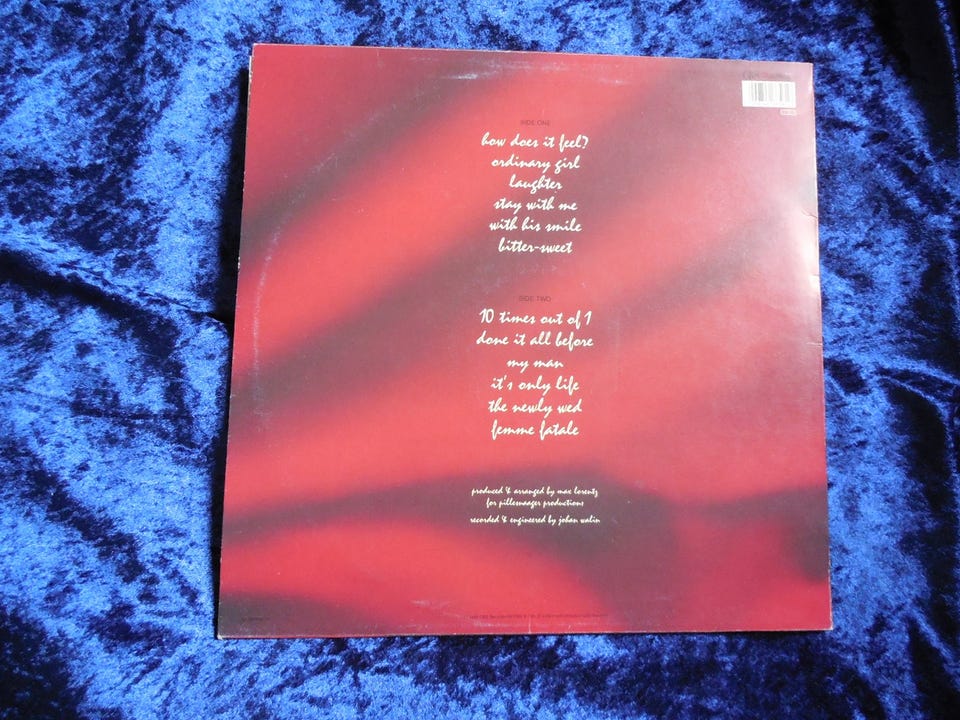 SIDE ONE
how does it feel?
ordinary girl
laughter
stay with me
with his smile
bitter-sweet
SIDE TWO
10 times out of 1
done it all before
my man
it's only life
the newly wed
femme fatale
produced & arranged by max lorentz
for pillesnaager productions
recorded & engineered by johan walin